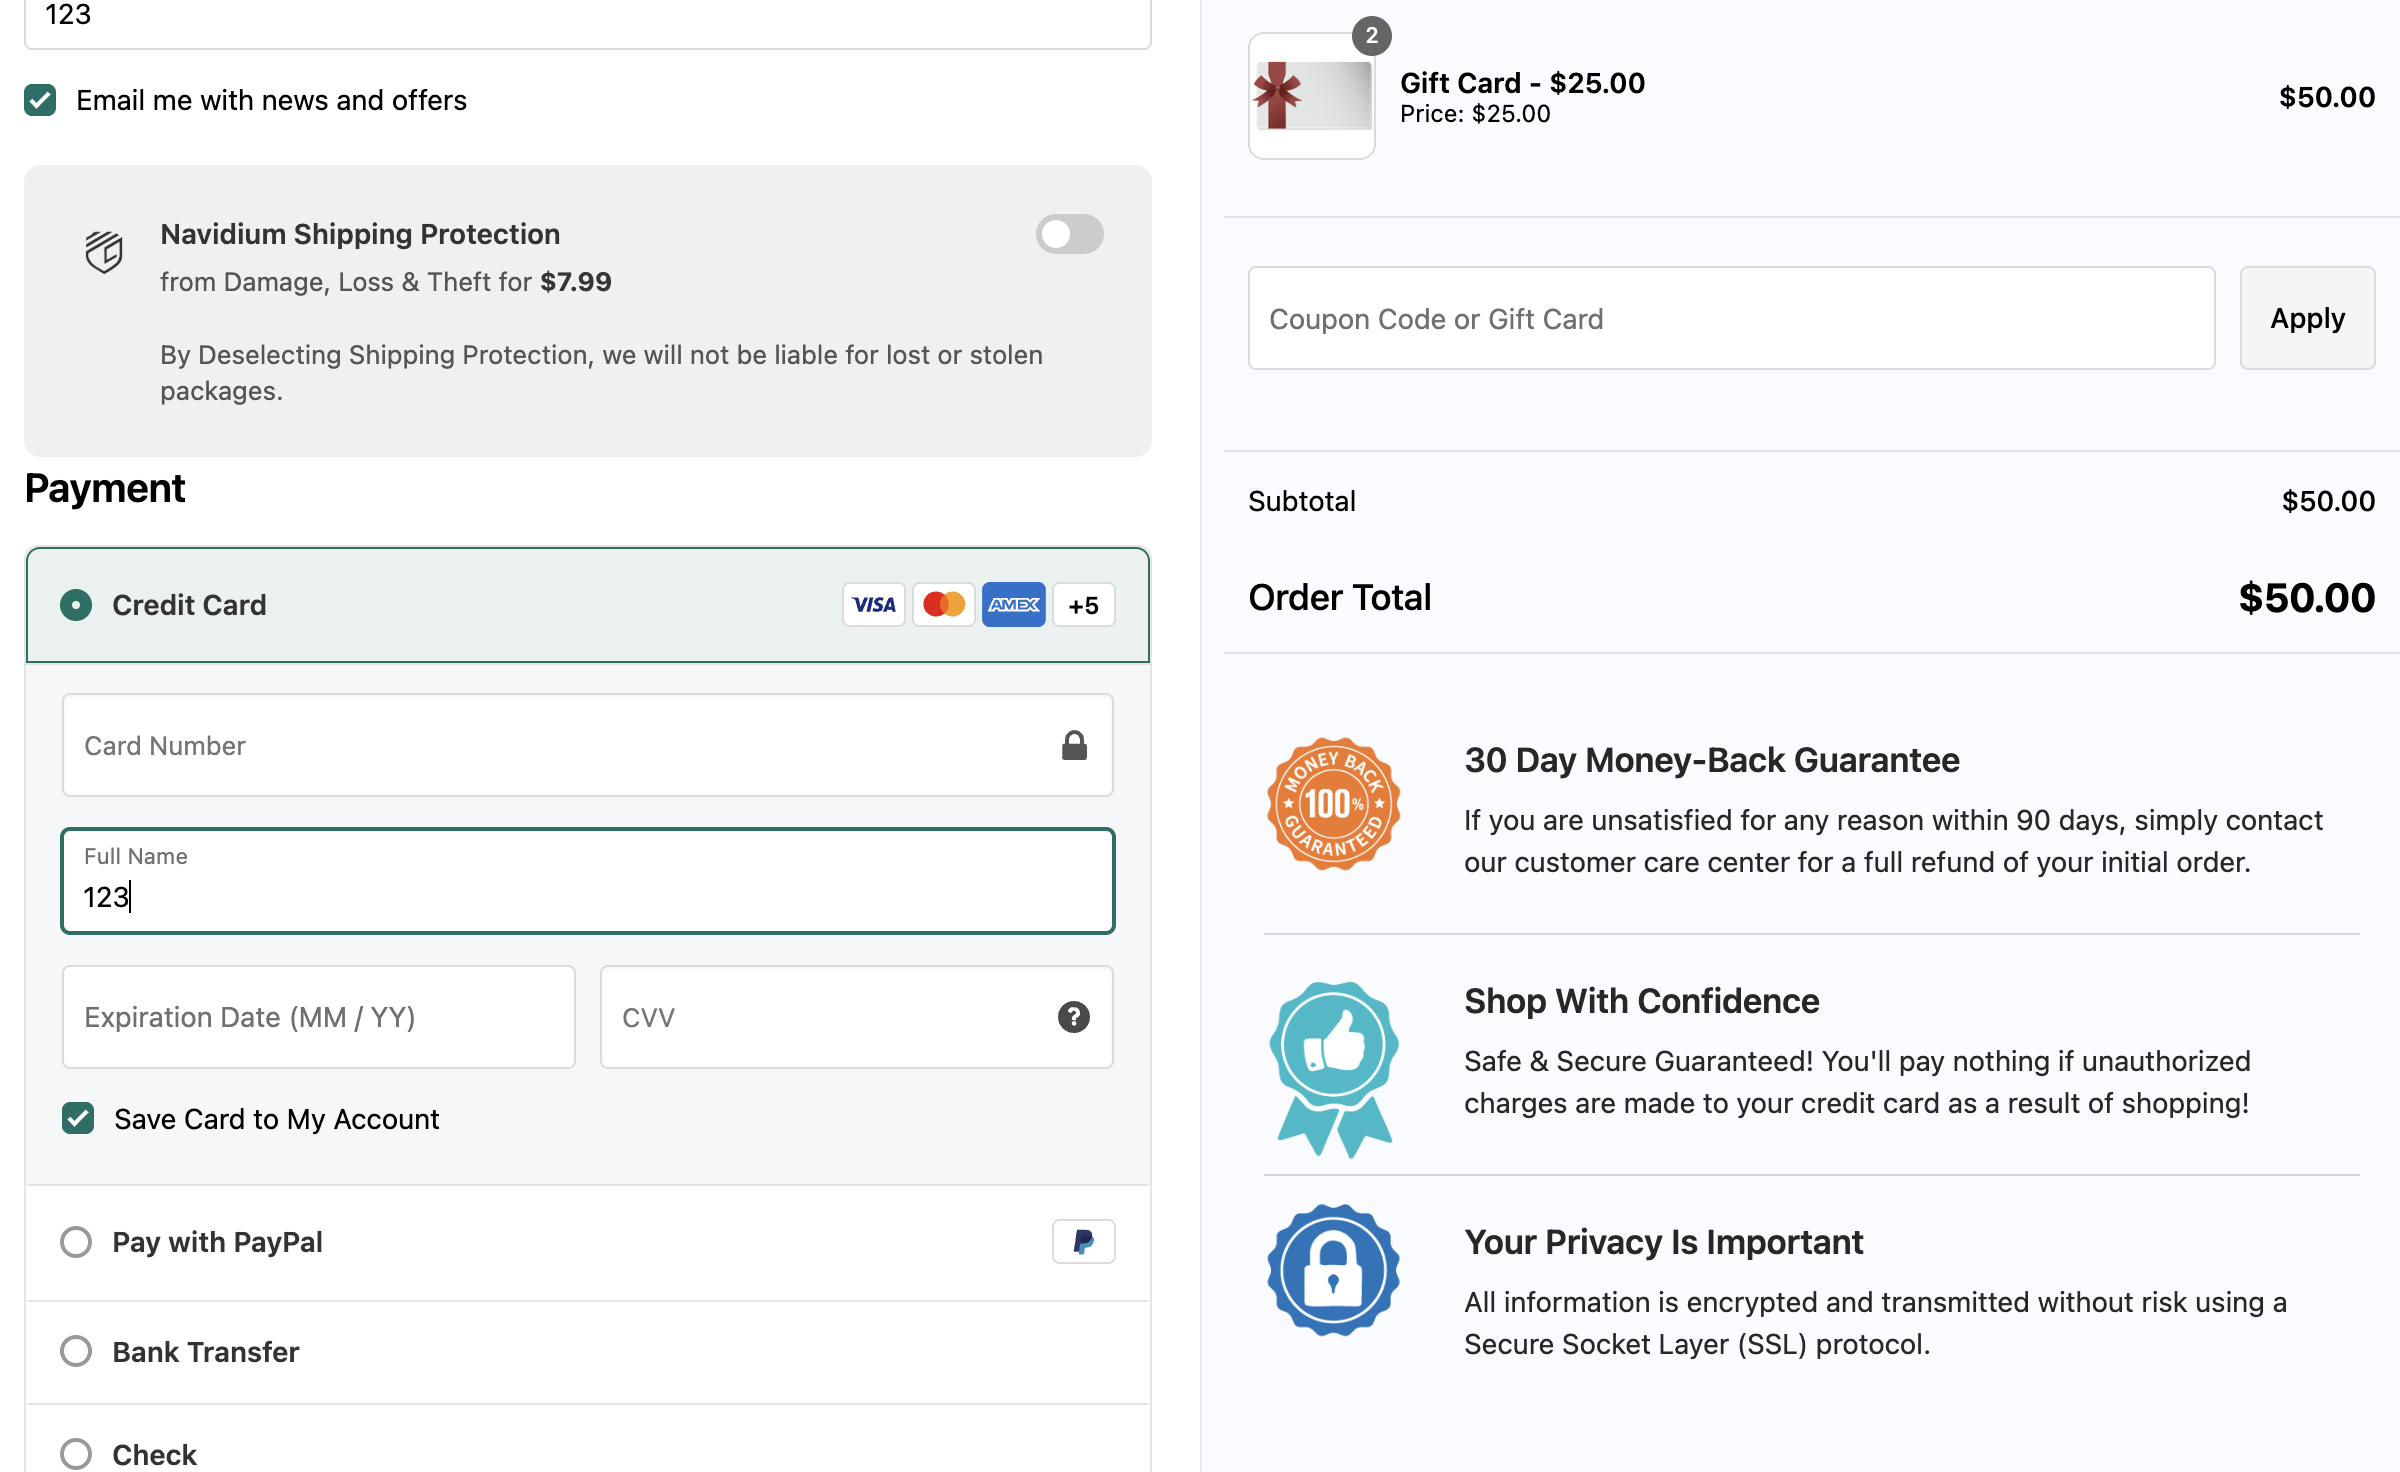 123
Email me with news and offers
Navidium Shipping Protection
from Damage, Loss & Theft for $7.99
By Deselecting Shipping Protection, we will not be liable for lost or stolen
packages.
Payment
Credit Card
VISA
AMEX
+5
Card Number
Full Name
123
Expiration Date (MM / YY)
CVV
?
Save Card to My Account
Pay with PayPal
Bank Transfer
Check
2
Gift Card - $25.00
Price: $25.00
$50.00
Coupon Code or Gift Card
Apply
Subtotal
$50.00
Order Total
$50.00
MONEY BACK
100%
GUARANTEED
30 Day Money-Back Guarantee
If you are unsatisfied for any reason within 90 days, simply contact
our customer care center for a full refund of your initial order.
Shop With Confidence
Safe & Secure Guaranteed! You'll pay nothing if unauthorized
charges are made to your credit card as a result of shopping!
Your Privacy Is Important
All information is encrypted and transmitted without risk using a
Secure Socket Layer (SSL) protocol.